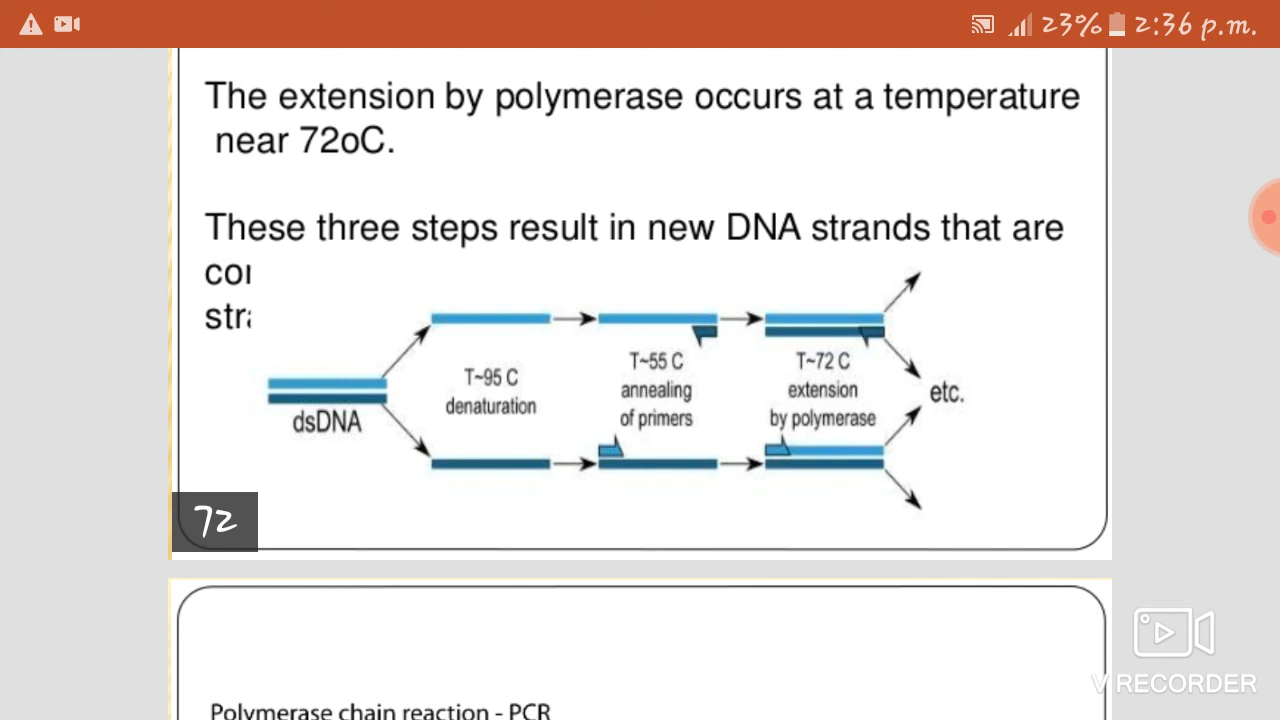 23% 2:36 p.m.
The extension by polymerase occurs at a temperature
near 72oC.
These three steps result in new DNA strands that are
T~95 C
denaturation
T~55 C
annealing
of primers
T~72 C
extension
by polymerase
etc.
dsDNA
72
Polymerase chain reaction - PCR
V RECORDER